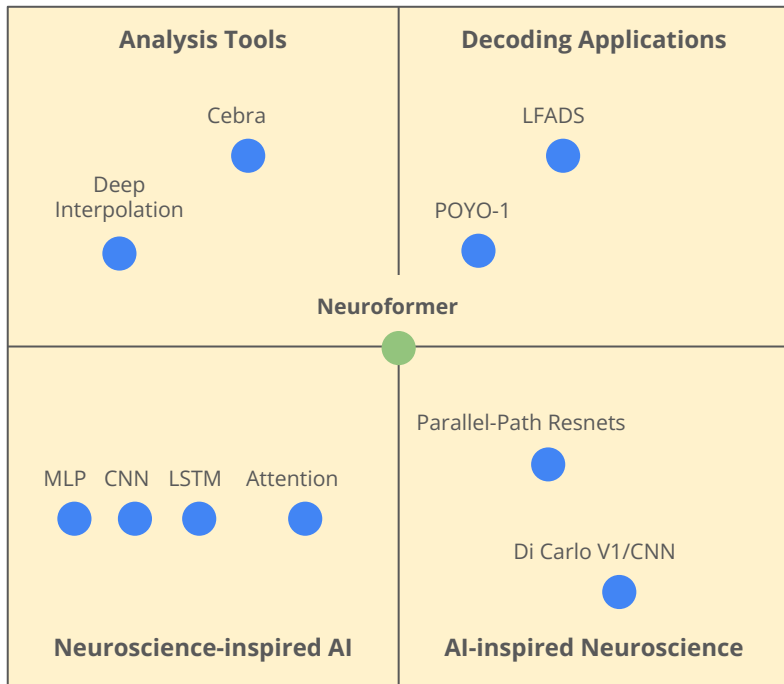 Analysis Tools
Decoding Applications
Cebra
LFADS
Deep
Interpolation
POYO-1
Neuroformer
Parallel-Path Resnets
MLP CNN LSTM Attention
Di Carlo V1/CNN
Neuroscience-inspired AI
AI-inspired Neuroscience